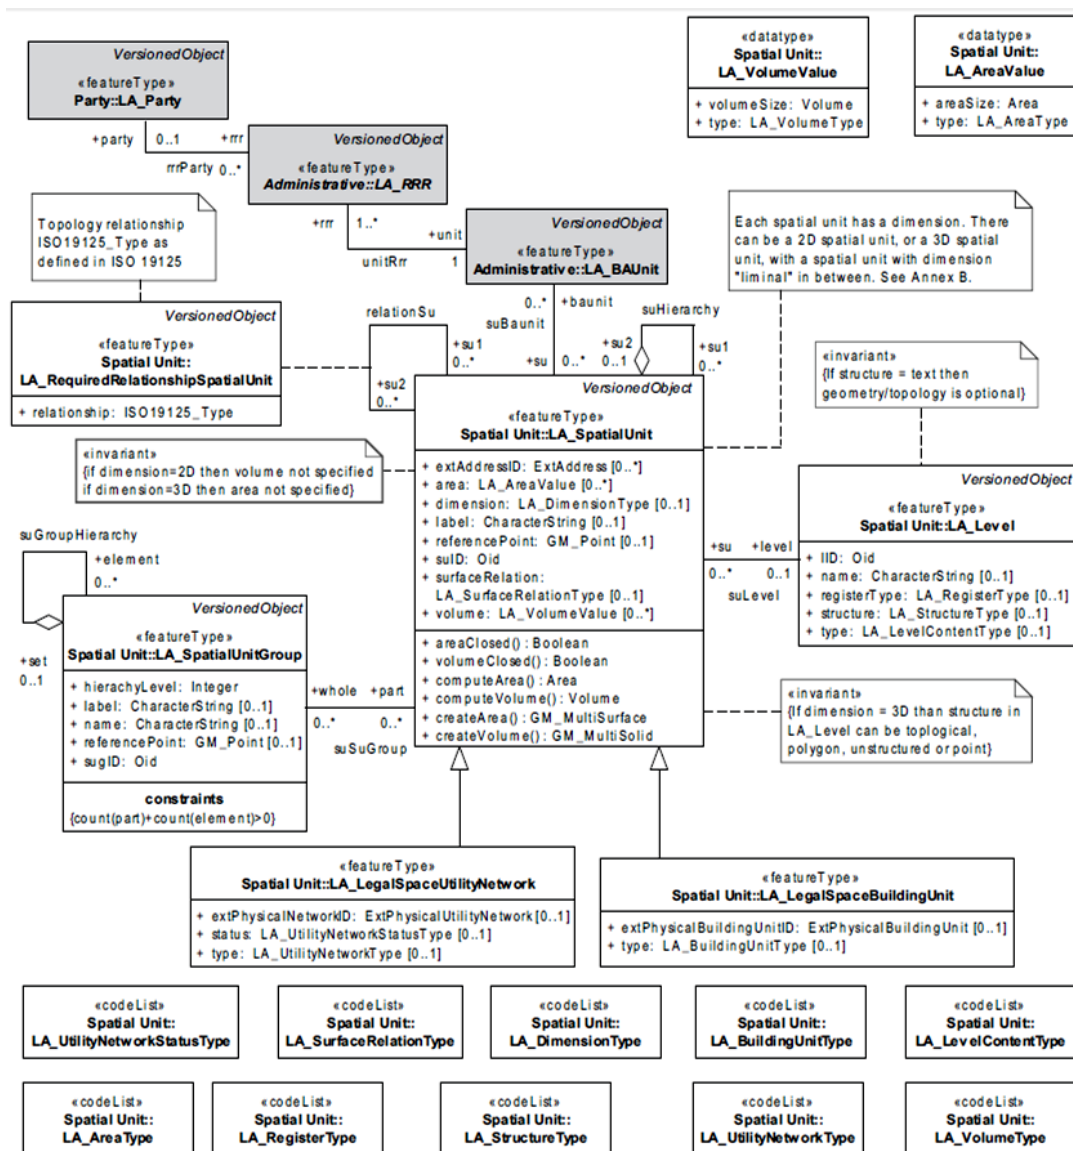 VersionedObject
«featureType»
Party::LA_Party
+party
0..1
+rrr
rrrParty
0..*
VersionedObject
«featureType»
Administrative::LA_RRR
+rrr
1..*
+unit
unitRrr
1
VersionedObject
«featureType»
Administrative::LA_BAUnit
«datatype»
Spatial Unit::
LA_VolumeValue
+ volumeSize: Volume
+ type: LA_VolumeType
«datatype»
Spatial Unit::
LA_AreaValue
+ areaSize: Area
+ type: LA_AreaType
Topology relationship
ISO19125_Type as
defined in ISO 19125
Each spatial unit has a dimension. There
can be a 2D spatial unit, or a 3D spatial
unit, with a spatial unit with dimension
"liminal" in between. See Annex B.
VersionedObject
«featureType»
Spatial Unit::
LA_RequiredRelationshipSpatialUnit
+ relationship: ISO19125_Type
relationSu
+su1
0..*
+su2
0..*
0..*
+baunit
suBaunit
+su
0..*
suHierarchy
+su2
0..1
+su1
0..*
«invariant»
{If structure = text then
geometry/topology is optional}
«invariant»
{if dimension=2D then volume not specified
if dimension=3D then area not specified}
VersionedObject
«featureType»
Spatial Unit::LA_SpatialUnit
+ extAddressID: ExtAddress [0..*]
+ area: LA_AreaValue [0..*]
+ dimension: LA_DimensionType [0..1]
+ label: CharacterString [0..1]
+ referencePoint: GM_Point [0..1]
+ suID: Oid
+ surfaceRelation:
LA_SurfaceRelationType [0..1]
+ volume: LA_VolumeValue [0..*]
+ areaClosed() : Boolean
+ volumeClosed() : Boolean
+ computeArea() : Area
+ computeVolume() : Volume
+ createArea() : GM_MultiSurface
+ createVolume() : GM_MultiSolid
+su
+level
0..*
0..1
suLevel
VersionedObject
«featureType»
Spatial Unit::LA_Level
+ lID: Oid
+ name: CharacterString [0..1]
+ registerType: LA_RegisterType [0..1]
+ structure: LA_StructureType [0..1]
+ type: LA_LevelContentType [0..1]
suGroupHierarchy
+element
0..*
+set
0..1
VersionedObject
«featureType»
Spatial Unit::LA_SpatialUnitGroup
+ hierachyLevel: Integer
+ label: CharacterString [0..1]
+ name: CharacterString [0..1]
+ referencePoint: GM_Point [0..1]
+ sugID: Oid
constraints
{count(part)+count(element)>0}
+whole
+part
0..*
0..*
suSuGroup
«invariant»
{If dimension = 3D than structure in
LA_Level can be toplogical,
polygon, unstructured or point}
«featureType»
Spatial Unit::LA_LegalSpaceUtilityNetwork
+ extPhysicalNetworkID: ExtPhysicalUtilityNetwork [0..1]
+ status: LA_UtilityNetworkStatusType [0..1]
+ type: LA_UtilityNetworkType [0..1]
«featureType»
Spatial Unit::LA_LegalSpaceBuildingUnit
+ extPhysicalBuildingUnitID: ExtPhysicalBuildingUnit [0..1]
+ type: LA_BuildingUnitType [0..1]
«codeList»
Spatial Unit::
LA_UtilityNetworkStatusType
«codeList»
Spatial Unit::
LA_SurfaceRelationType
«codeList»
Spatial Unit::
LA_DimensionType
«codeList»
Spatial Unit::
LA_BuildingUnitType
«codeList»
Spatial Unit::
LA_LevelContentType
«codeList»
Spatial Unit::
LA_AreaType
«codeList»
Spatial Unit::
LA_RegisterType
«codeList»
Spatial Unit::
LA_StructureType
«codeList»
Spatial Unit::
LA_UtilityNetworkType
«codeList»
Spatial Unit::
LA_VolumeType